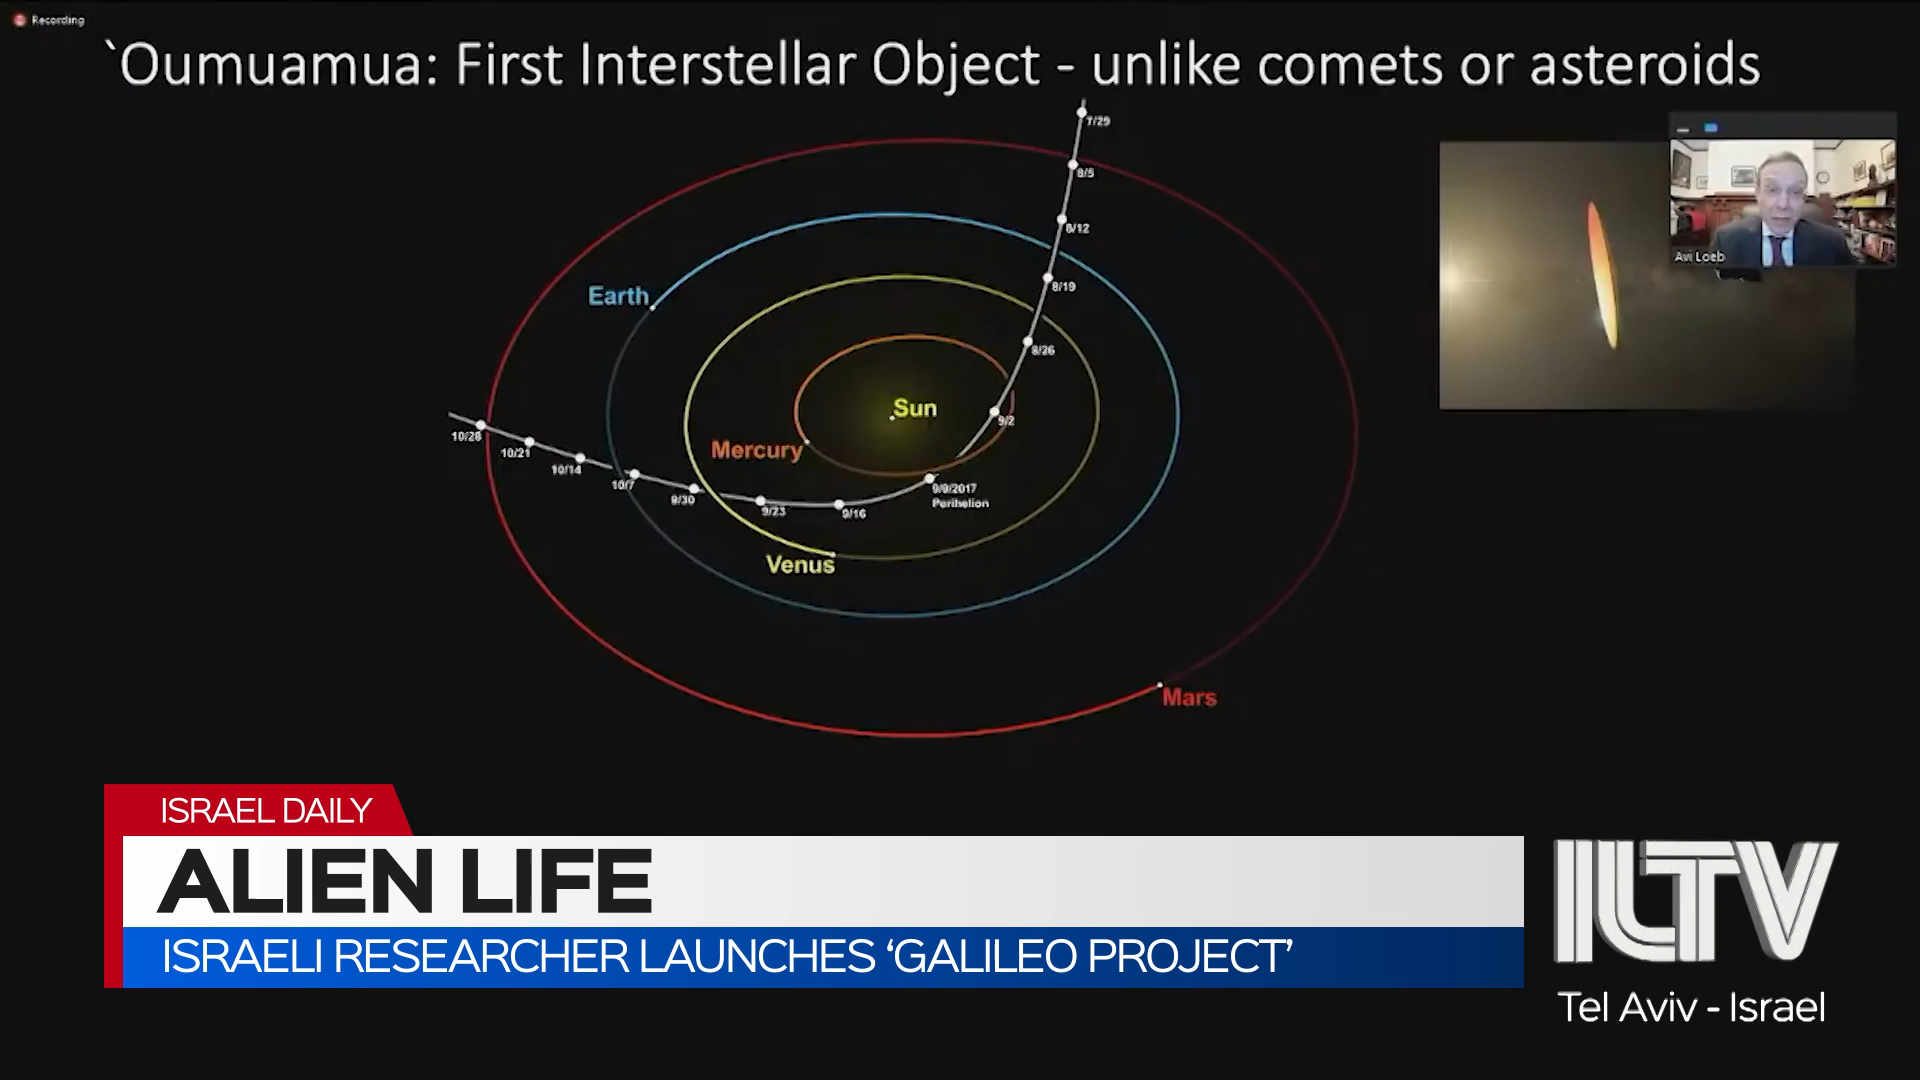 Recording
`Oumuamua: First Interstellar Object - unlike comets or asteroids
7/29
8/5
8/12
8/19
8/26
9/2
Avi Loeb
Earth
Sun
Mercury
10/28
10/21
10/14
10/7
9/30
9/23
9/16
9/9/2017
Perihelion
Venus
Mars
ISRAEL DAILY
ALIEN LIFE
ISRAELI RESEARCHER LAUNCHES ‘GALILEO PROJECT’
ILTV
Tel Aviv - Israel